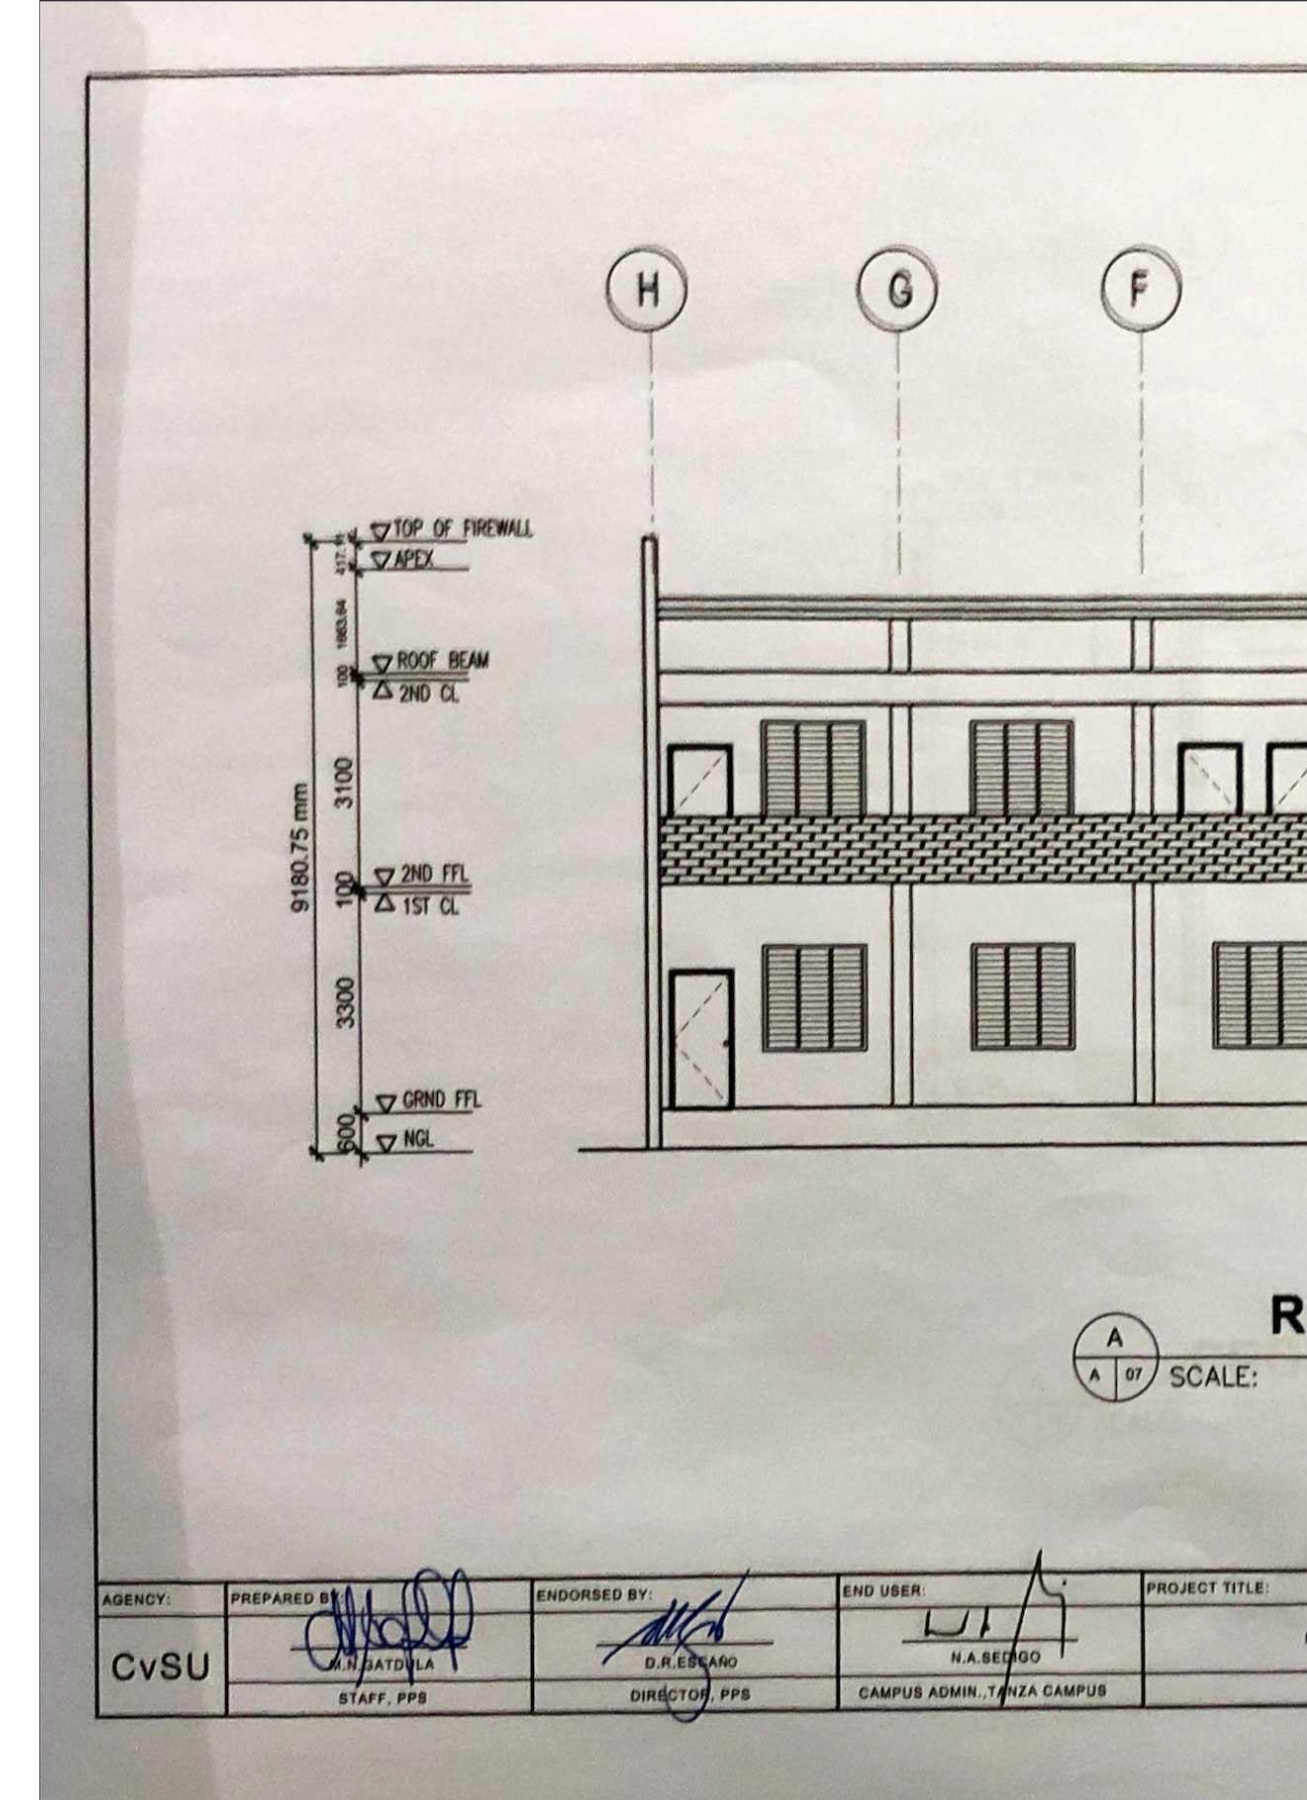 H G F
TOP OF FIREWALL
417.11
APEX
1663.64
ROOF BEAM
100
2ND CL
3100
9180.75 mm
2ND FFL
100
1ST CL
3300
GRND FFL
600
NGL
R
A
A 07 SCALE:
AGENCY: PREPARED BY: ENDORSED BY: END USER: PROJECT TITLE:
CvSU M.N.GATDULA D.R.ESCAÑO N.A.SEDIGO
STAFF, PPS DIRECTOR, PPS CAMPUS ADMIN.,TANZA CAMPUS